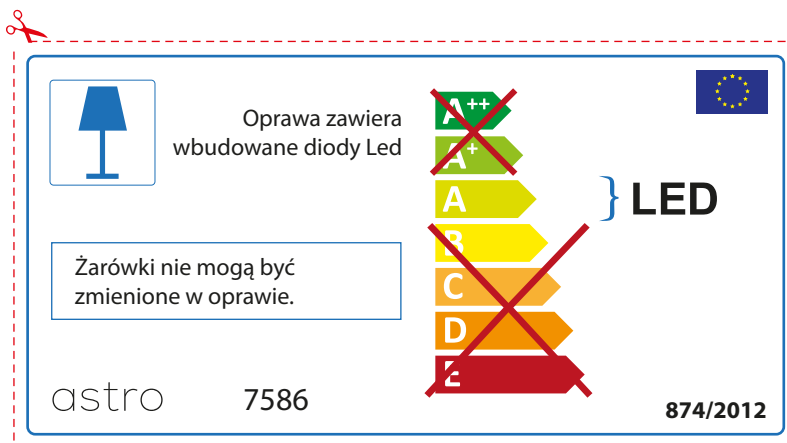 Oprawa zawiera
wbudowane diody Led
A++
A+
A
B
C
D
E
LED
Żarówki nie mogą być
zmienione w oprawie.
astro
7586
874/2012